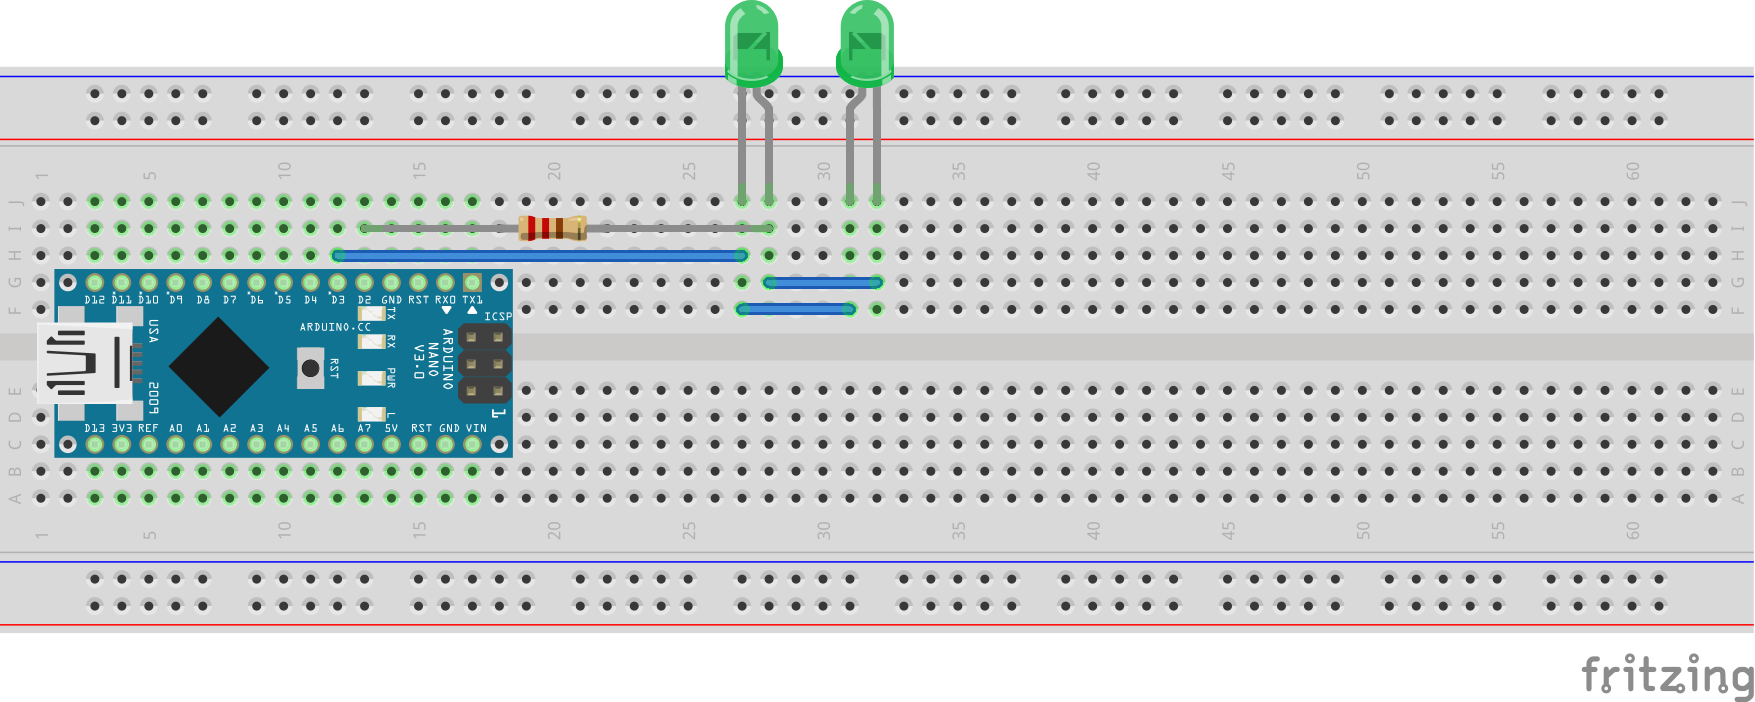 1 5 10 15 20 25 30 35 40 45 50 55 60
J J
I I
H H
G G
F F
D12 D11 D10 D9 D8 D7 D6 D5 D4 D3 D2 GND RST RX0 TX1
ICSP
ARDUINO.CC
TX
RX
PWR
L
RST
USA
2009
ARDUINO
NANO
V3.0
1
D13 3V3 REF A0 A1 A2 A3 A4 A5 A6 A7 5V RST GND VIN
E E
D D
C C
B B
A A
1 5 10 15 20 25 30 35 40 45 50 55 60
fritzing